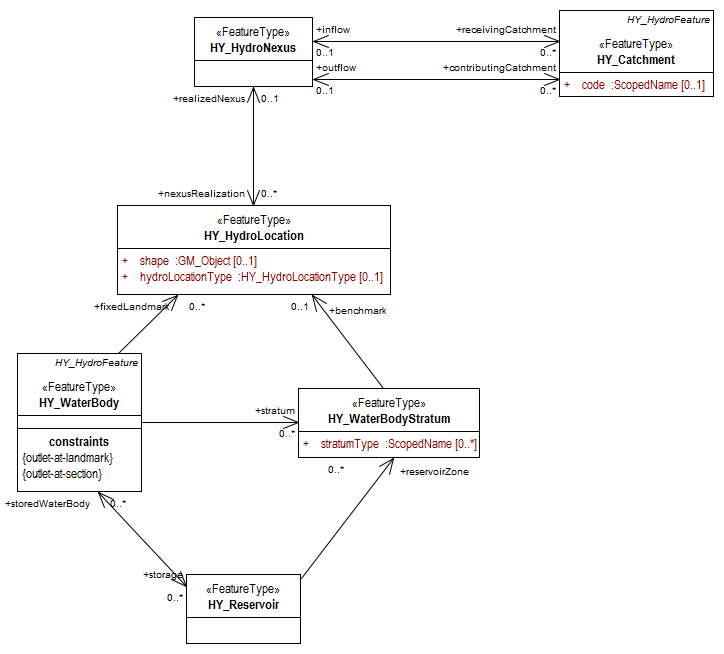 «FeatureType»
HY_HydroNexus
+inflow
0..1
+outflow
0..1
+receivingCatchment
0..*
+contributingCatchment
0..*
HY_HydroFeature
«FeatureType»
HY_Catchment
+ code :ScopedName [0..1]
+realizedNexus
0..1
+nexusRealization
0..*
«FeatureType»
HY_HydroLocation
+ shape :GM_Object [0..1]
+ hydroLocationType :HY_HydroLocationType [0..1]
+fixedLandmark
0..*
0..1
+benchmark
HY_HydroFeature
«FeatureType»
HY_WaterBody
constraints
{outlet-at-landmark}
{outlet-at-section}
+stratum
0..*
«FeatureType»
HY_WaterBodyStratum
+ stratumType :ScopedName [0..*]
0..*
+reservoirZone
+storedWaterBody
0..*
+storage
0..*
«FeatureType»
HY_Reservoir